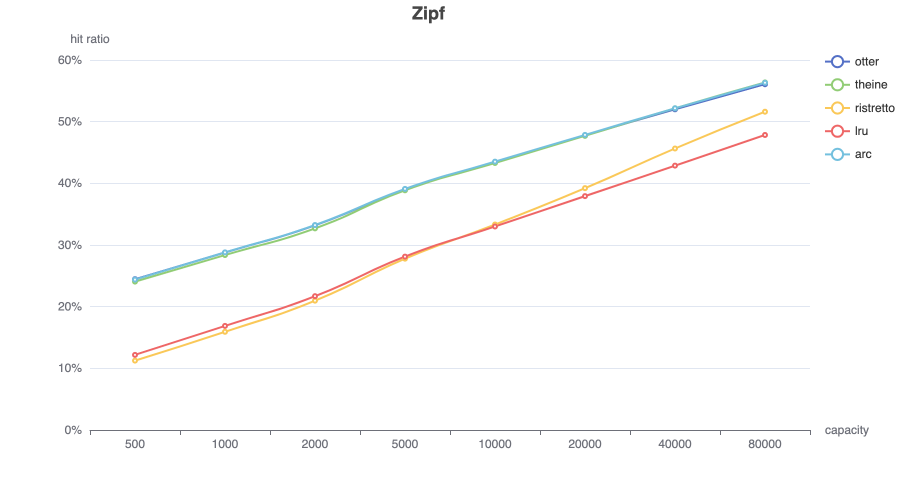 Zipf
hit ratio
60%
50%
40%
30%
20%
10%
0%
500 1000 2000 5000 10000 20000 40000 80000
capacity
otter
theine
ristretto
lru
arc